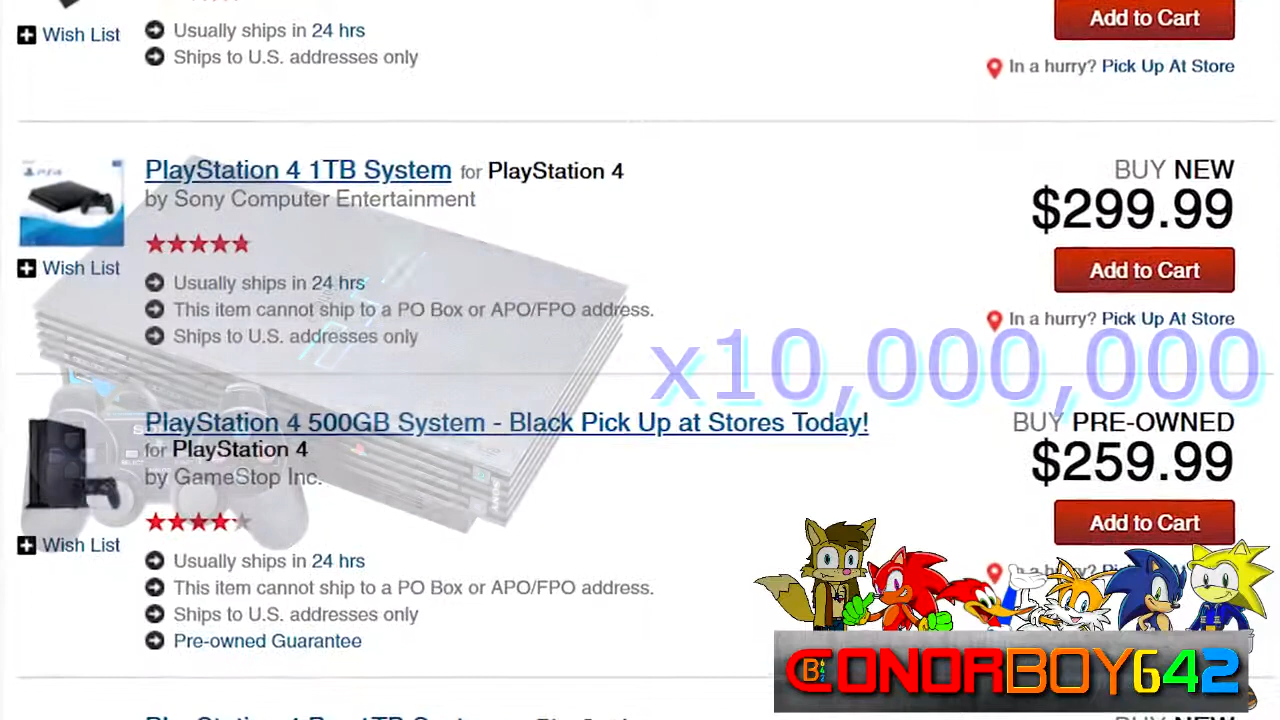 Wish List
Usually ships in 24 hrs
Ships to U.S. addresses only
Add to Cart
In a hurry? Pick Up At Store
PlayStation 4 1TB System for PlayStation 4
by Sony Computer Entertainment
Wish List
Usually ships in 24 hrs
This item cannot ship to a PO Box or APO/FPO address.
Ships to U.S. addresses only
BUY NEW
$299.99
Add to Cart
In a hurry? Pick Up At Store
x10,000,000
PlayStation 4 500GB System - Black Pick Up at Stores Today!
for PlayStation 4
by GameStop Inc.
Wish List
Usually ships in 24 hrs
This item cannot ship to a PO Box or APO/FPO address.
Ships to U.S. addresses only
Pre-owned Guarantee
BUY PRE-OWNED
$259.99
Add to Cart
CONORBOY642